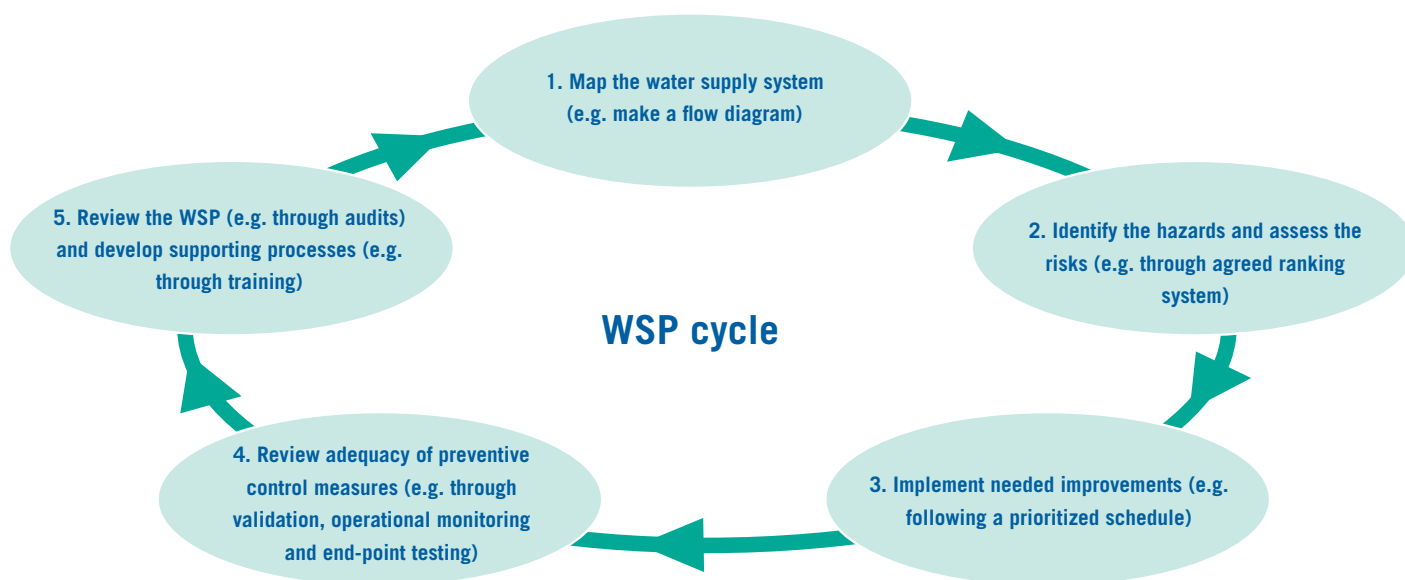 1. Map the water supply system
(e.g. make a flow diagram)
2. Identify the hazards and assess the
risks (e.g. through agreed ranking
system)
3. Implement needed improvements (e.g.
following a prioritized schedule)
4. Review adequacy of preventive
control measures (e.g. through
validation, operational monitoring
and end-point testing)
5. Review the WSP (e.g. through audits)
and develop supporting processes (e.g.
through training)
WSP cycle